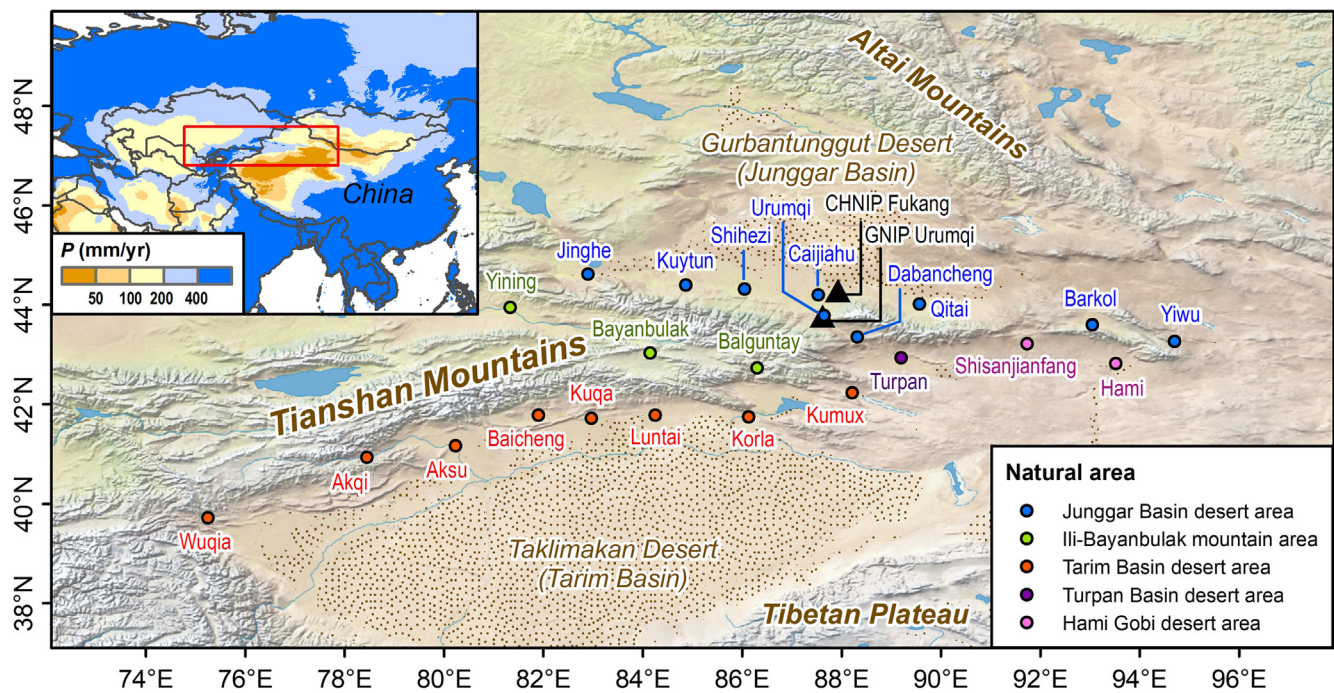 48°N
46°N
44°N
42°N
40°N
38°N
China
P (mm/yr)
50 100 200 400
Altai Mountains
Gurbantunggut Desert
(Junggar Basin)
Urumqi
CHNIP Fukang
Shihezi
GNIP Urumqi
Jinghe
Kuytun
Caijiahu
Dabancheng
Yining
Qitai
Barkol
Yiwu
Bayanbulak
Balguntay
Shisanjianfang
Turpan
Hami
Tianshan Mountains
Kuqa
Kumux
Baicheng
Luntai
Korla
Akqi
Aksu
Wuqia
Taklimakan Desert
(Tarim Basin)
Tibetan Plateau
Natural area
Junggar Basin desert area
Ili-Bayanbulak mountain area
Tarim Basin desert area
Turpan Basin desert area
Hami Gobi desert area
74°E 76°E 78°E 80°E 82°E 84°E 86°E 88°E 90°E 92°E 94°E 96°E